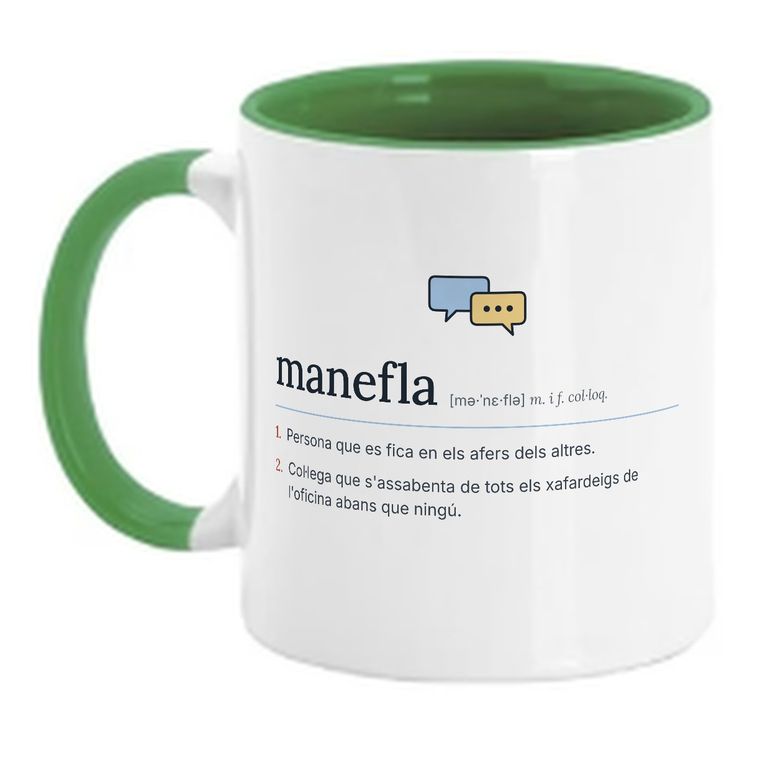 manefla [mə·'nɛ·flə] m. i f. col·loq.
1. Persona que es fica en els afers dels altres.
2. Col·lega que s'assabenta de tots els xafardeigs de
l'oficina abans que ningú.